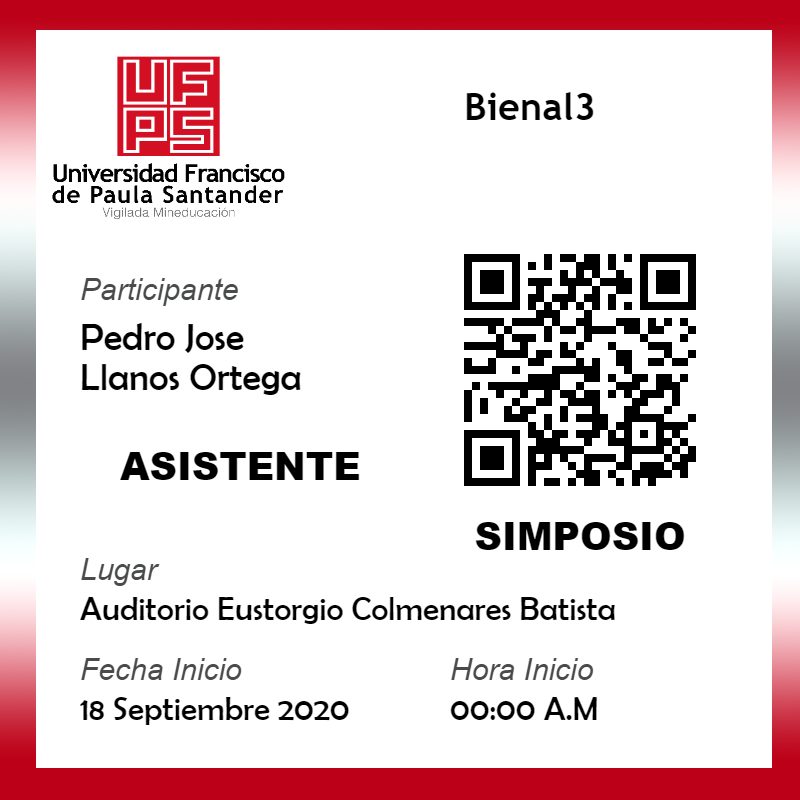 UFPS
Universidad Francisco
de Paula Santander
Vigilada Mineducación
Bienal3
Participante
Pedro Jose
Llanos Ortega
ASISTENTE
SIMPOSIO
Lugar
Auditorio Eustorgio Colmenares Batista
Fecha Inicio
18 Septiembre 2020
Hora Inicio
00:00 A.M